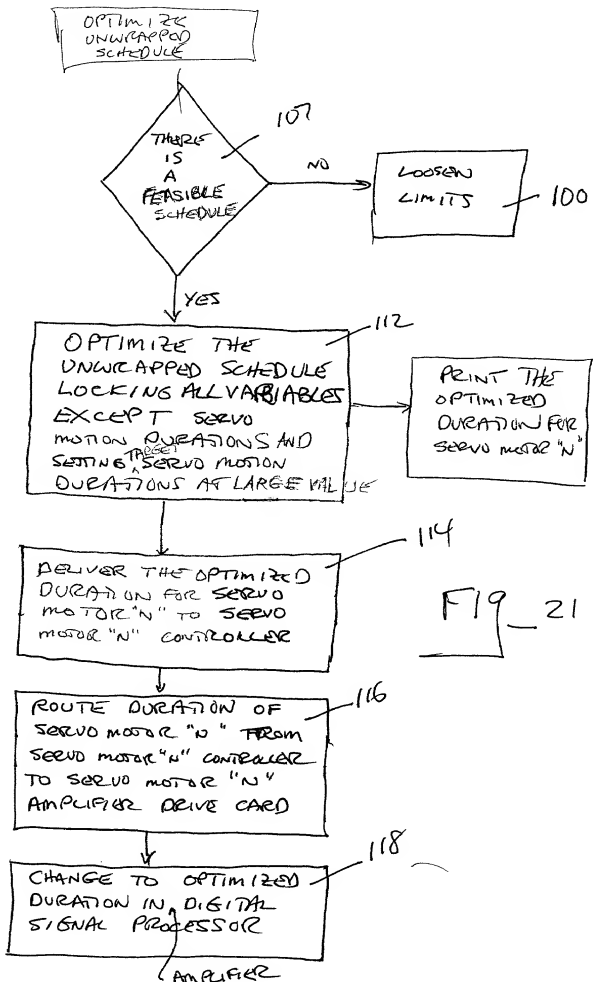 OPTIMIZE
UNWRAPPED
SCHEDULE
107
THERE
IS
A
FEASIBLE
SCHEDULE
NO
LOOSEN
LIMITS
100
YES
112
OPTIMIZE THE
UNWRAPPED SCHEDULE
LOCKING ALL VARIABLES
EXCEPT SERVO
MOTION DURATIONS AND
TARGET
SETTING SERVO MOTION
DURATIONS AT LARGE VALUE
PRINT THE
OPTIMIZED
DURATION FOR
SERVO MOTOR "N"
114
DELIVER THE OPTIMIZED
DURATION FOR SERVO
MOTOR "N" TO SERVO
MOTOR "N" CONTROLLER
FIG_21
116
ROUTE DURATION OF
SERVO MOTOR "N" FROM
SERVO MOTOR "N" CONTROLLER
TO SERVO MOTOR "N"
AMPLIFIER DRIVE CARD
118
CHANGE TO OPTIMIZED
DURATION IN DIGITAL
SIGNAL PROCESSOR
AMPLIFIER